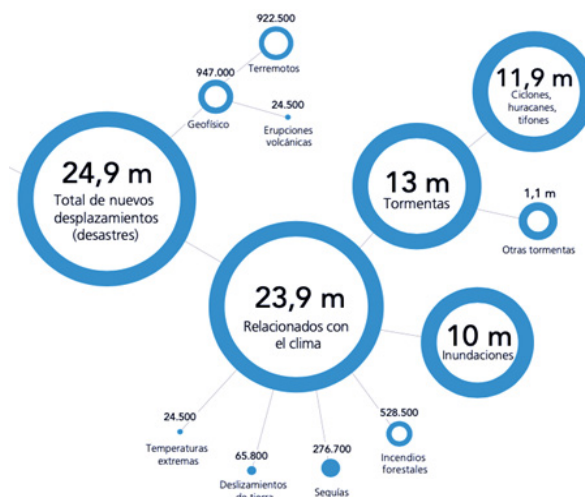 922.500
Terremotos
947.000
Geofísico
24.500
Erupciones
volcánicas
24,9 m
Total de nuevos
desplazamientos
(desastres)
11,9 m
Ciclones,
huracanes,
tifones
13 m
Tormentas
1,1 m
Otras tormentas
23,9 m
Relacionados con
el clima
10 m
Inundaciones
24.500
Temperaturas
extremas
65.800
Deslizamientos
de tierra
276.700
Sequías
528.500
Incendios
forestales